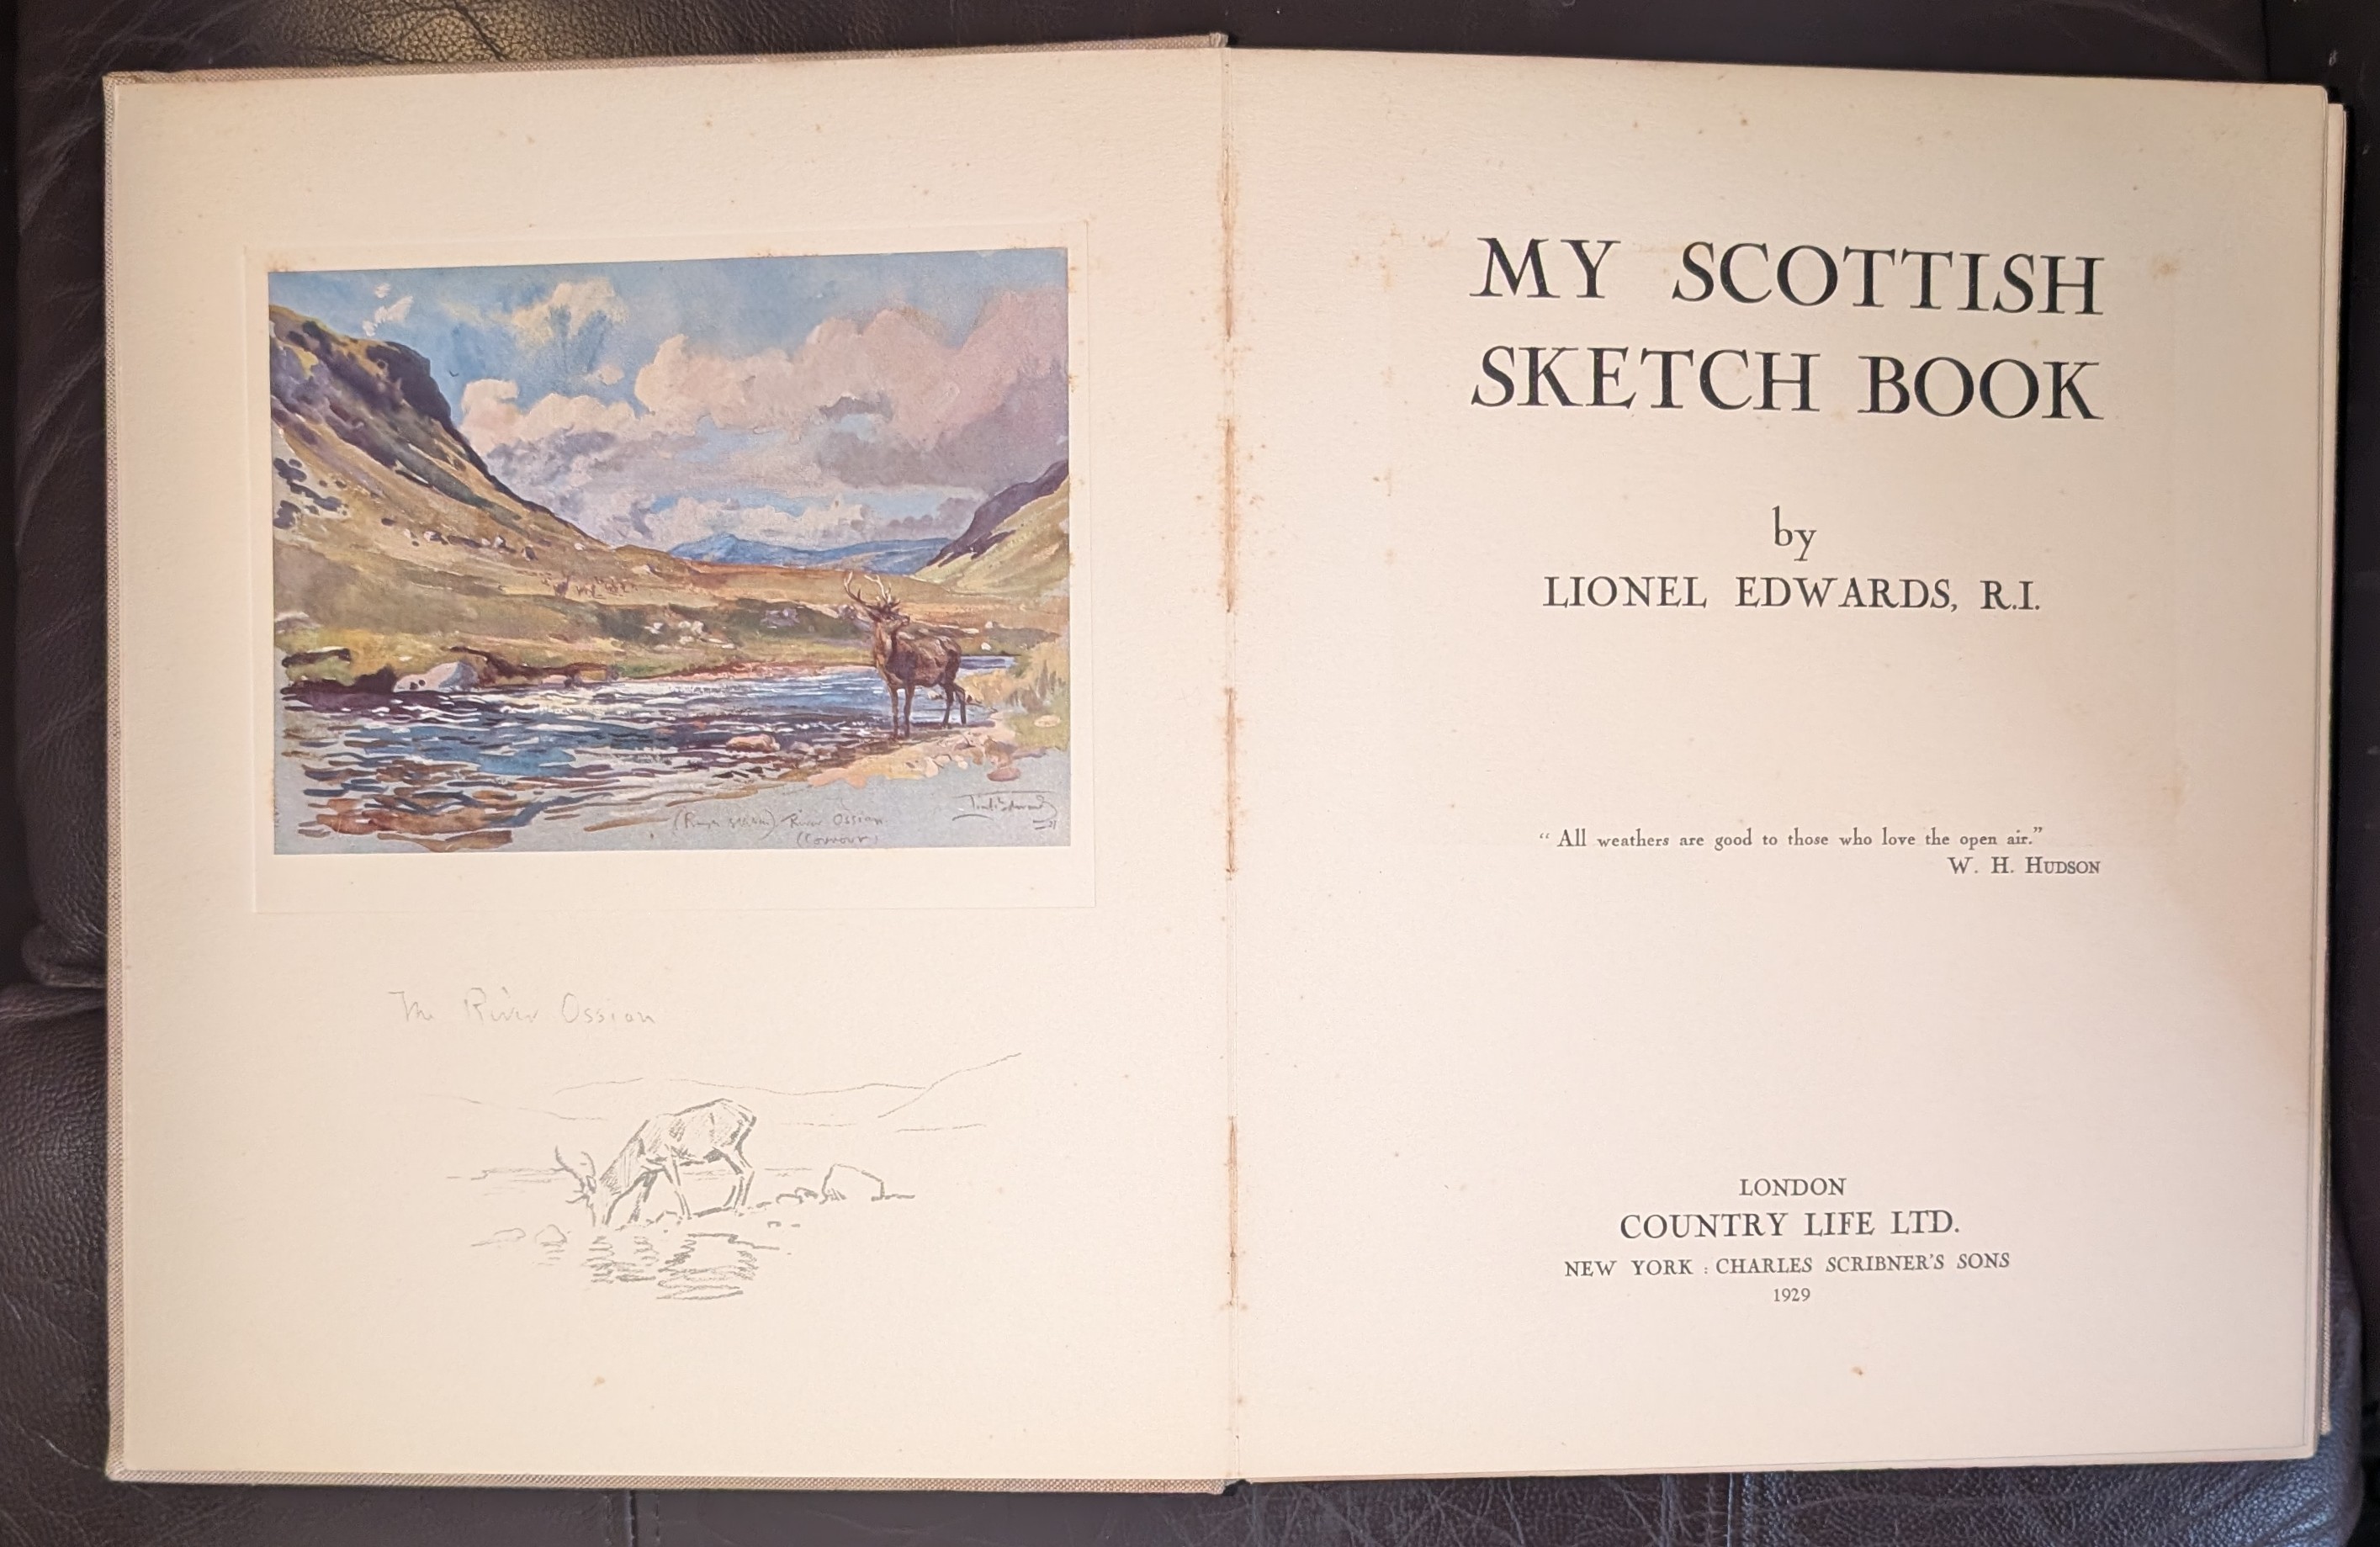 River Ossian
(Corrour)
The River Ossian
MY SCOTTISH
SKETCH BOOK
by
LIONEL EDWARDS, R.I.
“ All weathers are good to those who love the open air.”
W. H. HUDSON
LONDON
COUNTRY LIFE LTD.
NEW YORK : CHARLES SCRIBNER'S SONS
1929